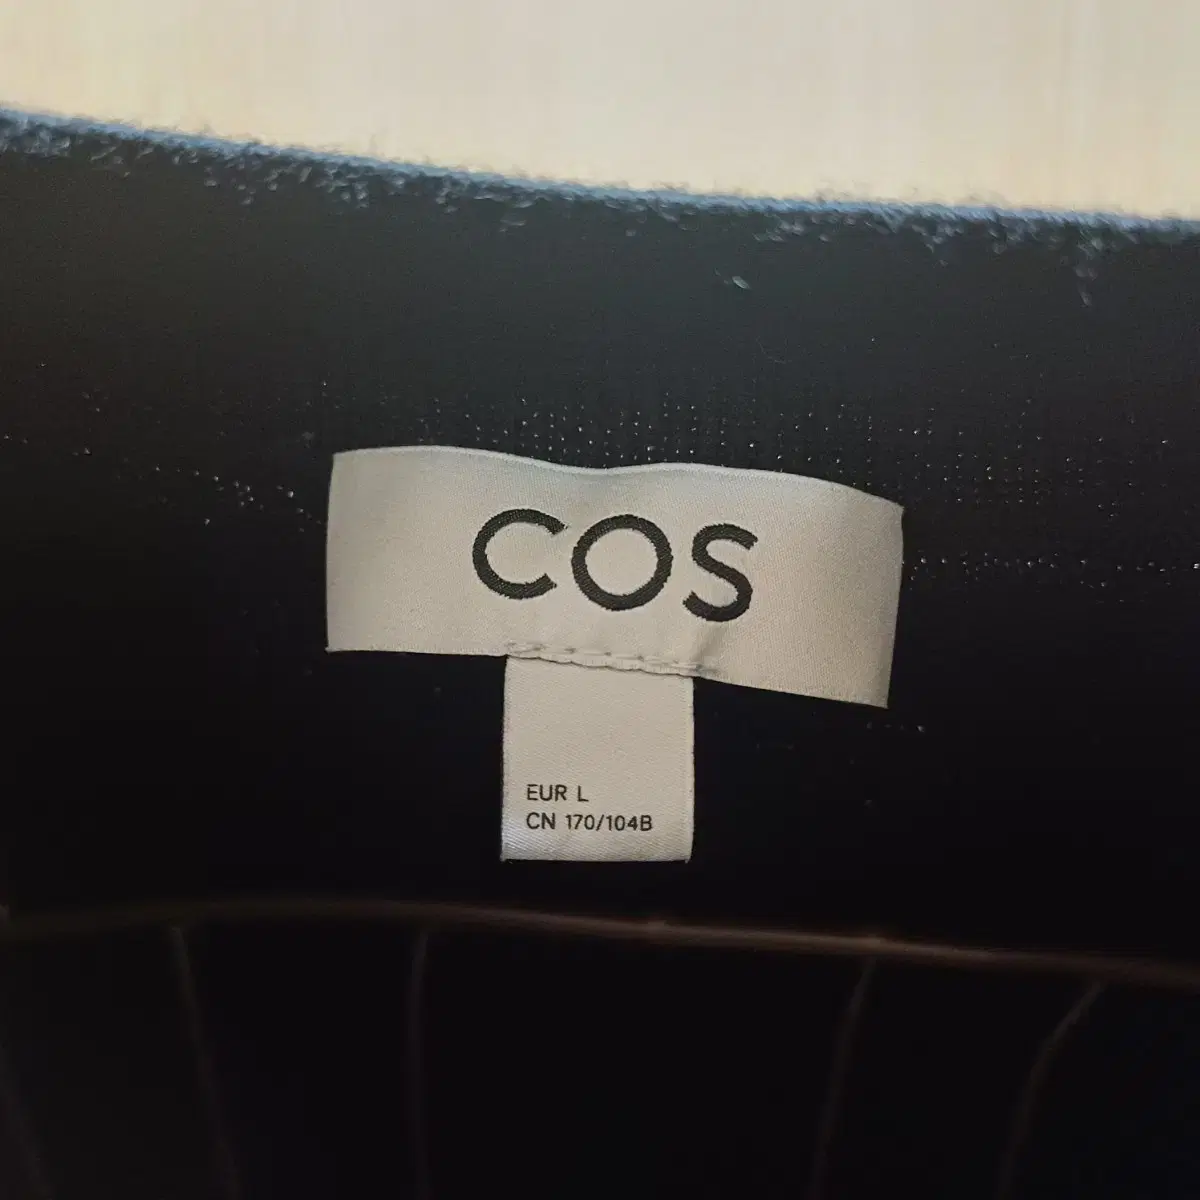 COS
EUR L
CN 170/104B